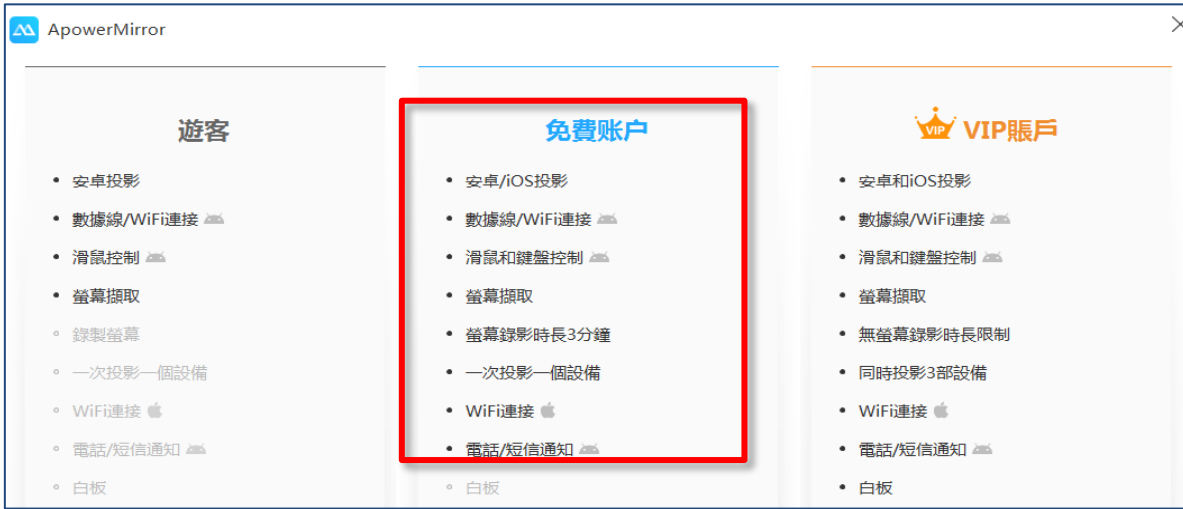 ApowerMirror
遊客
安卓投影
數據線/WiFi連接
滑鼠控制
螢幕擷取
錄製螢幕
一次投影一個設備
WiFi連接
電話/短信通知
白板
免費账户
安卓/iOS投影
數據線/WiFi連接
滑鼠和鍵盤控制
螢幕擷取
螢幕錄影時長3分鐘
一次投影一個設備
WiFi連接
電話/短信通知
白板
VIP
VIP賬戶
安卓和iOS投影
數據線/WiFi連接
滑鼠和鍵盤控制
螢幕擷取
無螢幕錄影時長限制
同時投影3部設備
WiFi連接
電話/短信通知
白板